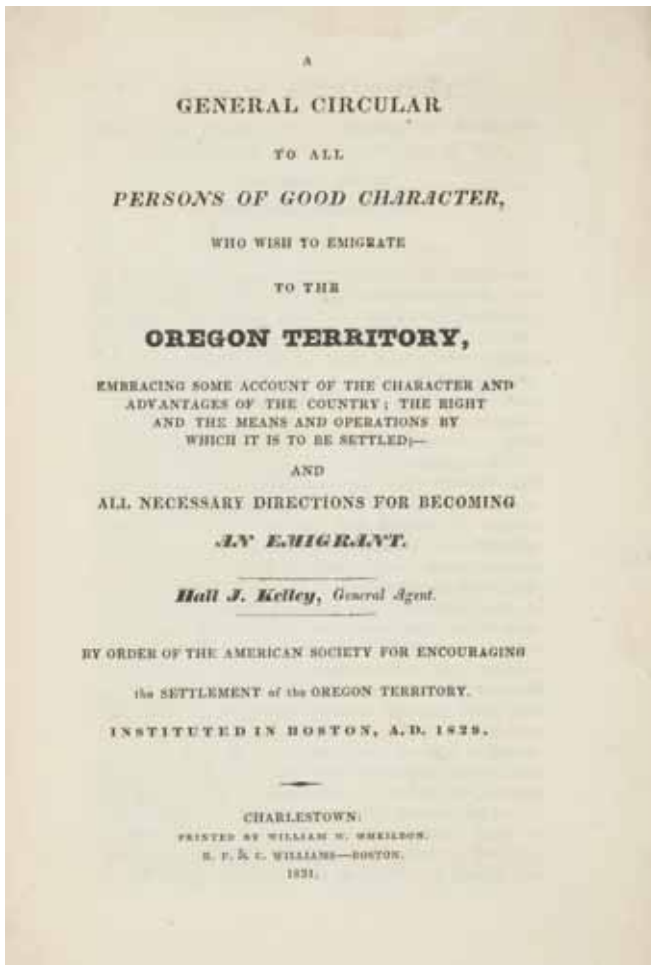 A
GENERAL CIRCULAR
TO ALL
PERSONS OF GOOD CHARACTER,
WHO WISH TO EMIGRATE
TO THE
OREGON TERRITORY,
EMBRACING SOME ACCOUNT OF THE CHARACTER AND
ADVANTAGES OF THE COUNTRY; THE RIGHT
AND THE MEANS AND OPERATIONS BY
WHICH IT IS TO BE SETTLED;—
AND
ALL NECESSARY DIRECTIONS FOR BECOMING
AN EMIGRANT.
Hall J. Kelley, General Agent.
BY ORDER OF THE AMERICAN SOCIETY FOR ENCOURAGING
the SETTLEMENT of the OREGON TERRITORY.
INSTITUTED IN BOSTON, A.D. 1829.
CHARLESTOWN:
PRINTED BY WILLIAM W. WHEILDON.
R. P. & C. WILLIAMS—BOSTON.
1831.